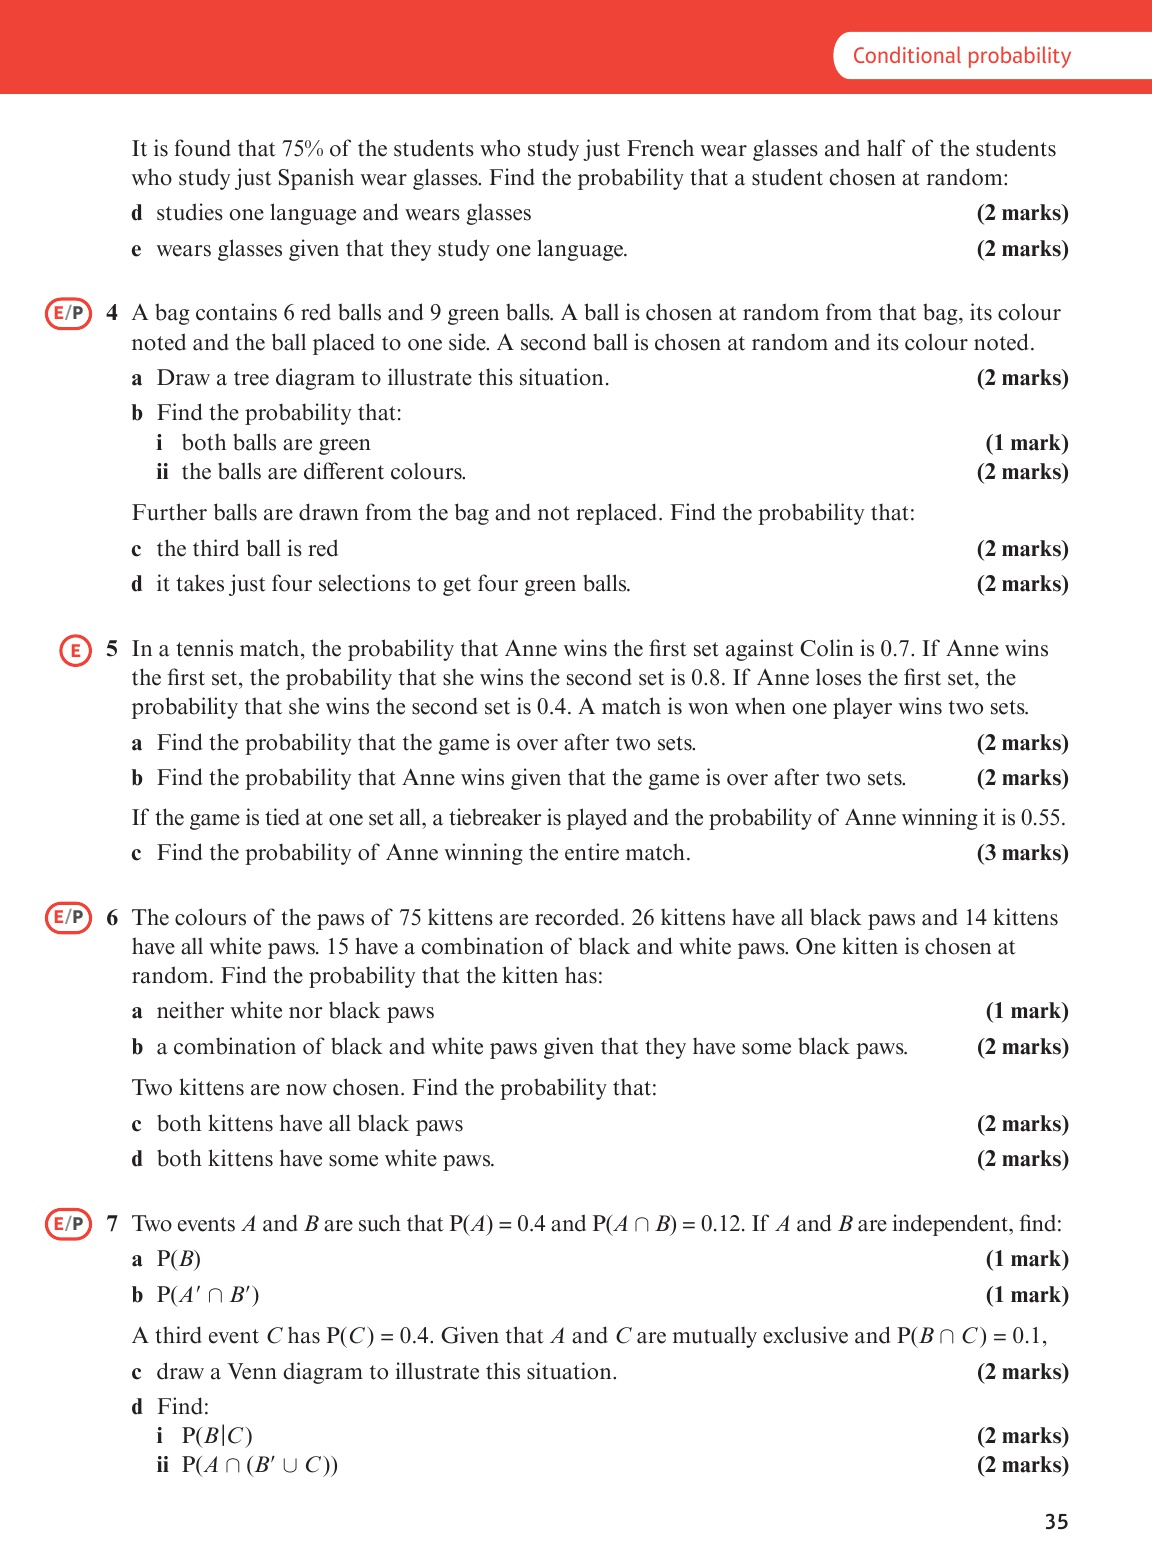 Conditional probability
It is found that 75% of the students who study just French wear glasses and half of the students
who study just Spanish wear glasses. Find the probability that a student chosen at random:
d studies one language and wears glasses (2 marks)
e wears glasses given that they study one language. (2 marks)
E/P 4 A bag contains 6 red balls and 9 green balls. A ball is chosen at random from that bag, its colour
noted and the ball placed to one side. A second ball is chosen at random and its colour noted.
a Draw a tree diagram to illustrate this situation. (2 marks)
b Find the probability that:
i both balls are green (1 mark)
ii the balls are different colours. (2 marks)
Further balls are drawn from the bag and not replaced. Find the probability that:
c the third ball is red (2 marks)
d it takes just four selections to get four green balls. (2 marks)
E 5 In a tennis match, the probability that Anne wins the first set against Colin is 0.7. If Anne wins
the first set, the probability that she wins the second set is 0.8. If Anne loses the first set, the
probability that she wins the second set is 0.4. A match is won when one player wins two sets.
a Find the probability that the game is over after two sets. (2 marks)
b Find the probability that Anne wins given that the game is over after two sets. (2 marks)
If the game is tied at one set all, a tiebreaker is played and the probability of Anne winning it is 0.55.
c Find the probability of Anne winning the entire match. (3 marks)
E/P 6 The colours of the paws of 75 kittens are recorded. 26 kittens have all black paws and 14 kittens
have all white paws. 15 have a combination of black and white paws. One kitten is chosen at
random. Find the probability that the kitten has:
a neither white nor black paws (1 mark)
b a combination of black and white paws given that they have some black paws. (2 marks)
Two kittens are now chosen. Find the probability that:
c both kittens have all black paws (2 marks)
d both kittens have some white paws. (2 marks)
E/P 7 Two events A and B are such that P(A) = 0.4 and P(A ∩ B) = 0.12. If A and B are independent, find:
a P(B) (1 mark)
b P(A′ ∩ B′) (1 mark)
A third event C has P(C) = 0.4. Given that A and C are mutually exclusive and P(B ∩ C) = 0.1,
c draw a Venn diagram to illustrate this situation. (2 marks)
d Find:
i P(B|C) (2 marks)
ii P(A ∩ (B′ ∪ C)) (2 marks)
35